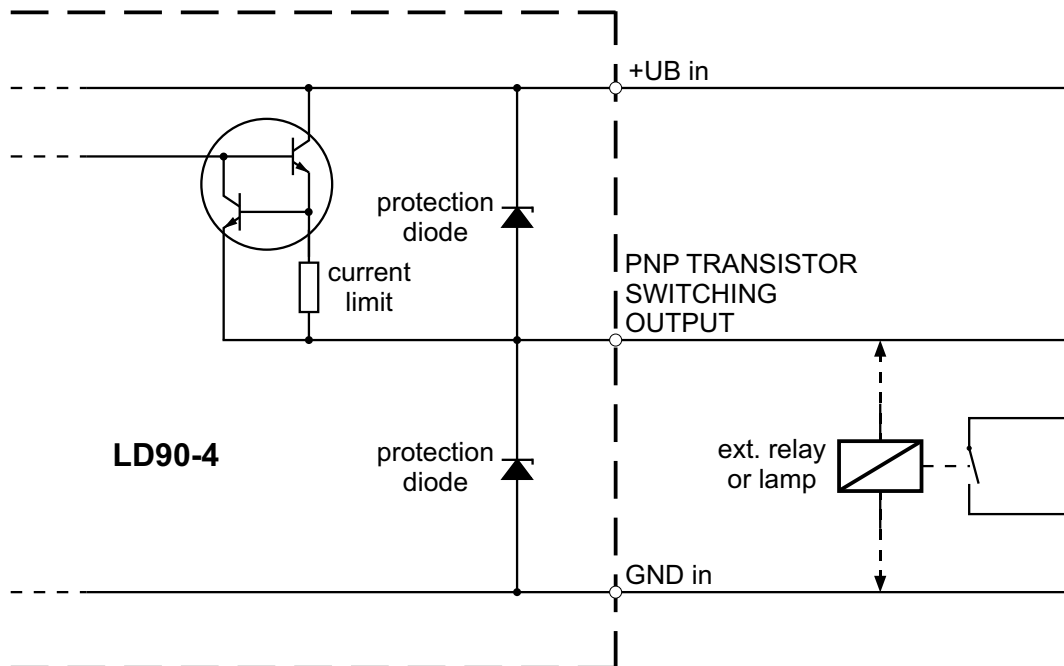 +UB in
protection
diode
PNP TRANSISTOR
SWITCHING
OUTPUT
current
limit
LD90-4
protection
diode
ext. relay
or lamp
GND in